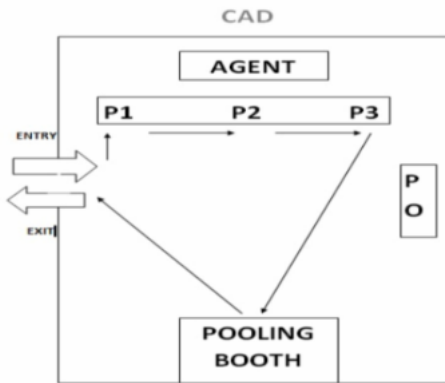 CAD
AGENT
P1 P2 P3
ENTRY
P
O
EXIT
POOLING
BOOTH